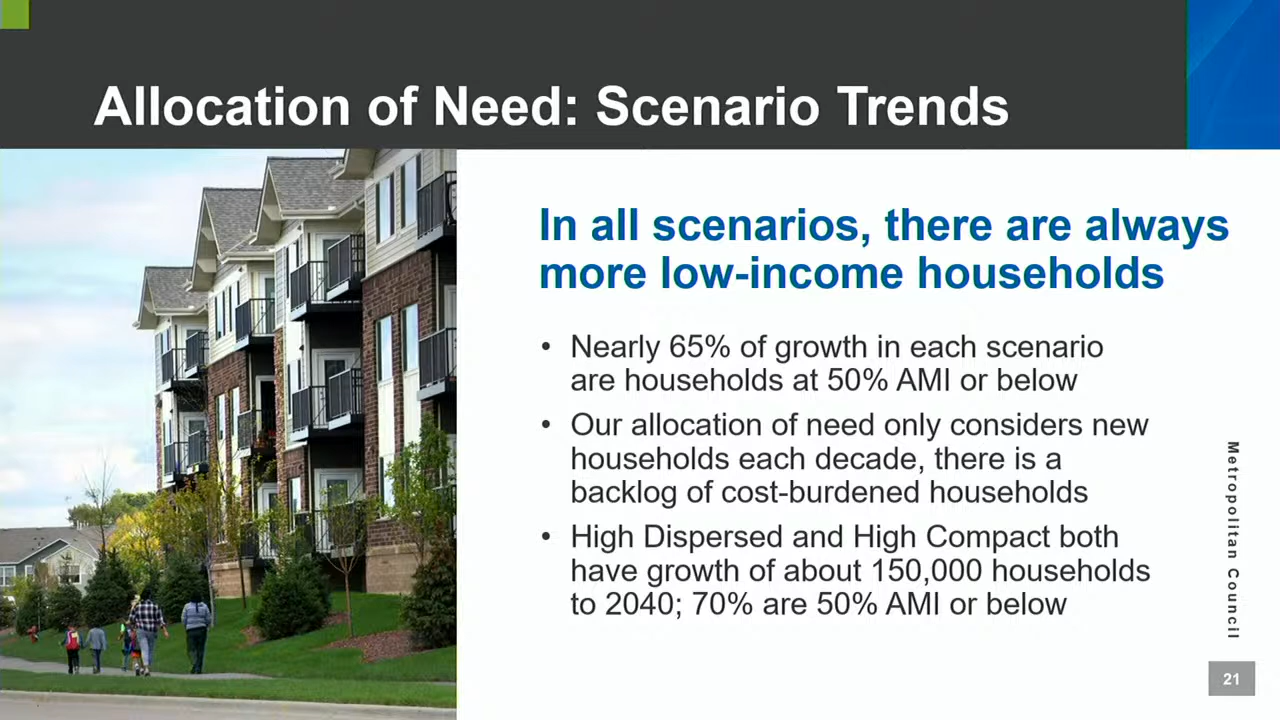 Allocation of Need: Scenario Trends
In all scenarios, there are always
more low-income households
• Nearly 65% of growth in each scenario
are households at 50% AMI or below
• Our allocation of need only considers new
households each decade, there is a
backlog of cost-burdened households
• High Dispersed and High Compact both
have growth of about 150,000 households
to 2040; 70% are 50% AMI or below
Metropolitan Council
21